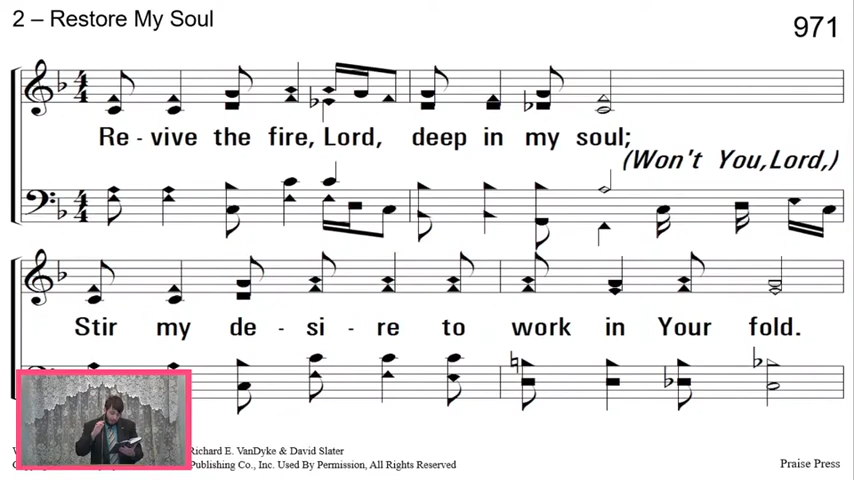 2 – Restore My Soul
971
Re - vive the fire, Lord, deep in my soul;
(Won't You,Lord,)
Stir my de - si - re to work in Your fold.
Richard E. VanDyke & David Slater
Publishing Co., Inc. Used By Permission, All Rights Reserved
Praise Press